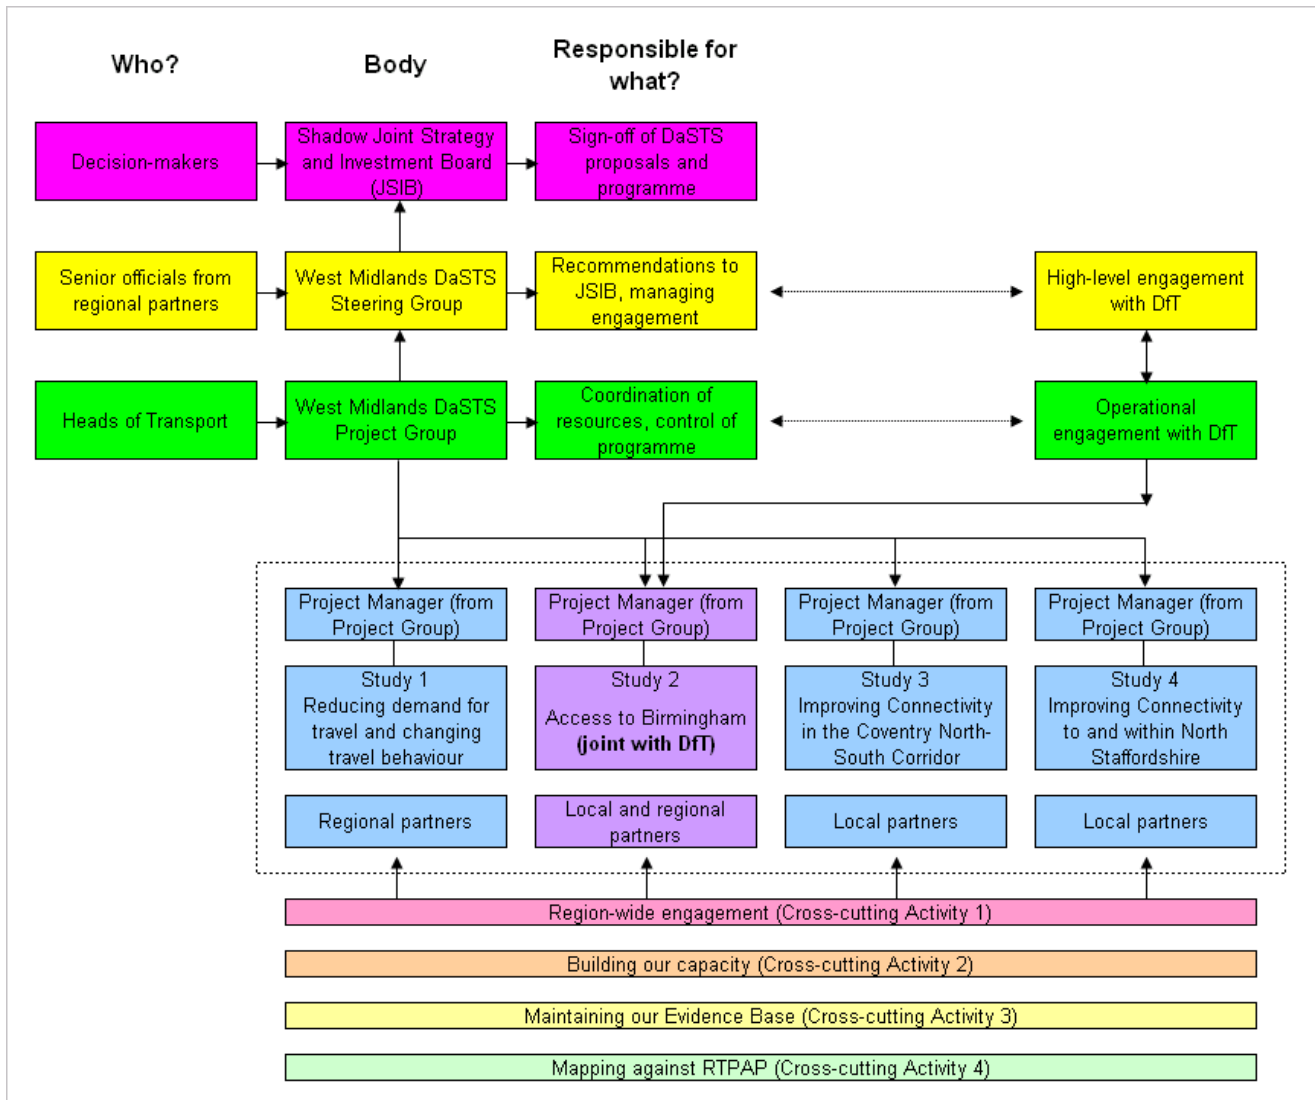 Who?
Body
Responsible for
what?
Decision-makers
Shadow Joint Strategy
and Investment Board
(JSIB)
Sign-off of DaSTS
proposals and
programme
Senior officials from
regional partners
West Midlands DaSTS
Steering Group
Recommendations to
JSIB, managing
engagement
High-level engagement
with DfT
Heads of Transport
West Midlands DaSTS
Project Group
Coordination of
resources, control of
programme
Operational
engagement with DfT
Project Manager (from
Project Group)
Project Manager (from
Project Group)
Project Manager (from
Project Group)
Project Manager (from
Project Group)
Study 1
Reducing demand for
travel and changing
travel behaviour
Study 2
Access to Birmingham
(joint with DfT)
Study 3
Improving Connectivity
in the Coventry North-
South Corridor
Study 4
Improving Connectivity
to and within North
Staffordshire
Regional partners
Local and regional
partners
Local partners
Local partners
Region-wide engagement (Cross-cutting Activity 1)
Building our capacity (Cross-cutting Activity 2)
Maintaining our Evidence Base (Cross-cutting Activity 3)
Mapping against RTPAP (Cross-cutting Activity 4)